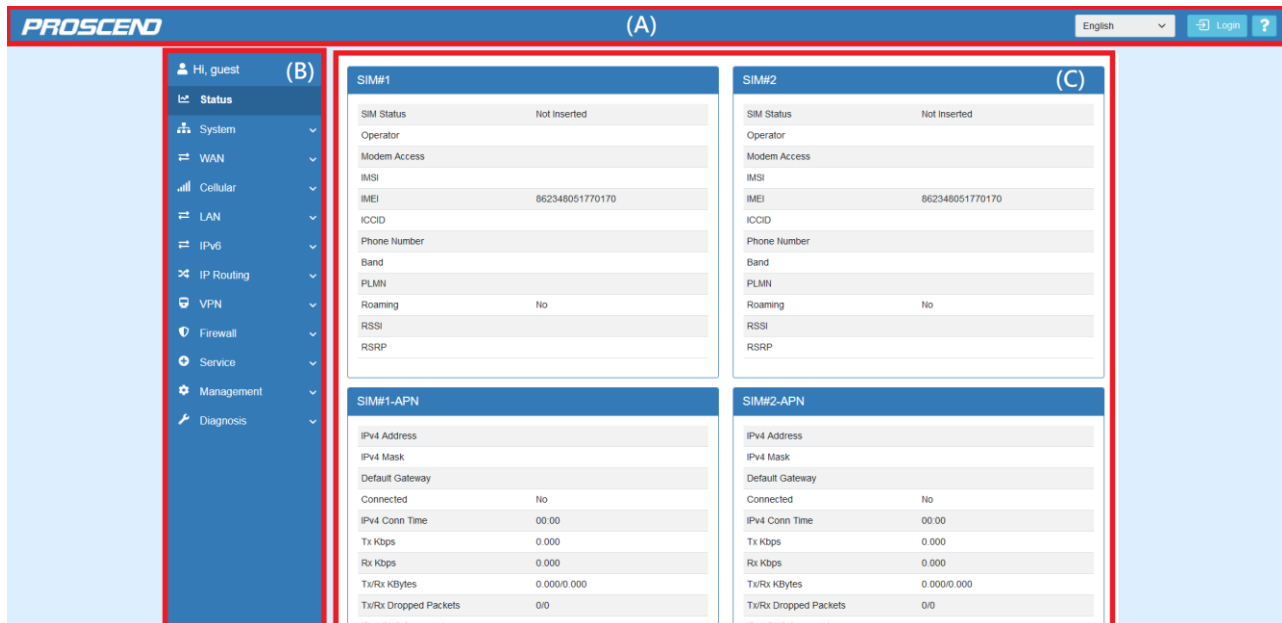 PROSCEND (A) English Login ?
Hi, guest (B)
Status
System
WAN
Cellular
LAN
IPv6
IP Routing
VPN
Firewall
Service
Management
Diagnosis
SIM#1
SIM Status Not Inserted
Operator
Modem Access
IMSI
IMEI 862348051770170
ICCID
Phone Number
Band
PLMN
Roaming No
RSSI
RSRP
SIM#2 (C)
SIM Status Not Inserted
Operator
Modem Access
IMSI
IMEI 862348051770170
ICCID
Phone Number
Band
PLMN
Roaming No
RSSI
RSRP
SIM#1-APN
IPv4 Address
IPv4 Mask
Default Gateway
Connected No
IPv4 Conn Time 00:00
Tx Kbps 0.000
Rx Kbps 0.000
Tx/Rx KBytes 0.000/0.000
Tx/Rx Dropped Packets 0/0
SIM#2-APN
IPv4 Address
IPv4 Mask
Default Gateway
Connected No
IPv4 Conn Time 00:00
Tx Kbps 0.000
Rx Kbps 0.000
Tx/Rx KBytes 0.000/0.000
Tx/Rx Dropped Packets 0/0